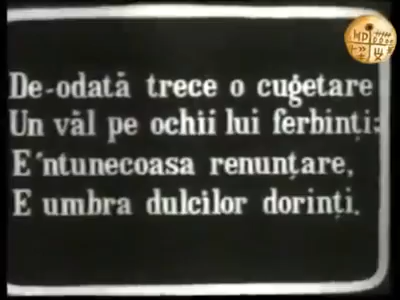 De-odată trece o cugetare
Un văl pe ochii lui ferbinți:
E'ntunecoasa renunțare,
E umbra dulcilor dorinți.